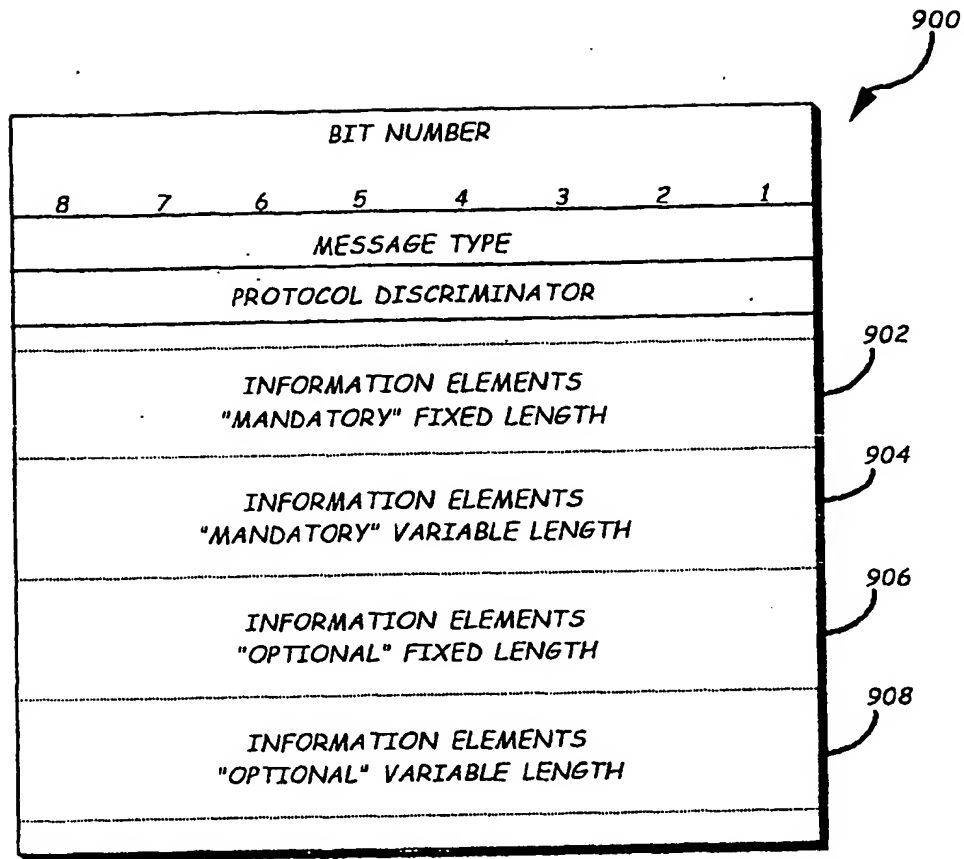 900
BIT NUMBER
8 7 6 5 4 3 2 1
MESSAGE TYPE
PROTOCOL DISCRIMINATOR
902
INFORMATION ELEMENTS
"MANDATORY" FIXED LENGTH
904
INFORMATION ELEMENTS
"MANDATORY" VARIABLE LENGTH
906
INFORMATION ELEMENTS
"OPTIONAL" FIXED LENGTH
908
INFORMATION ELEMENTS
"OPTIONAL" VARIABLE LENGTH